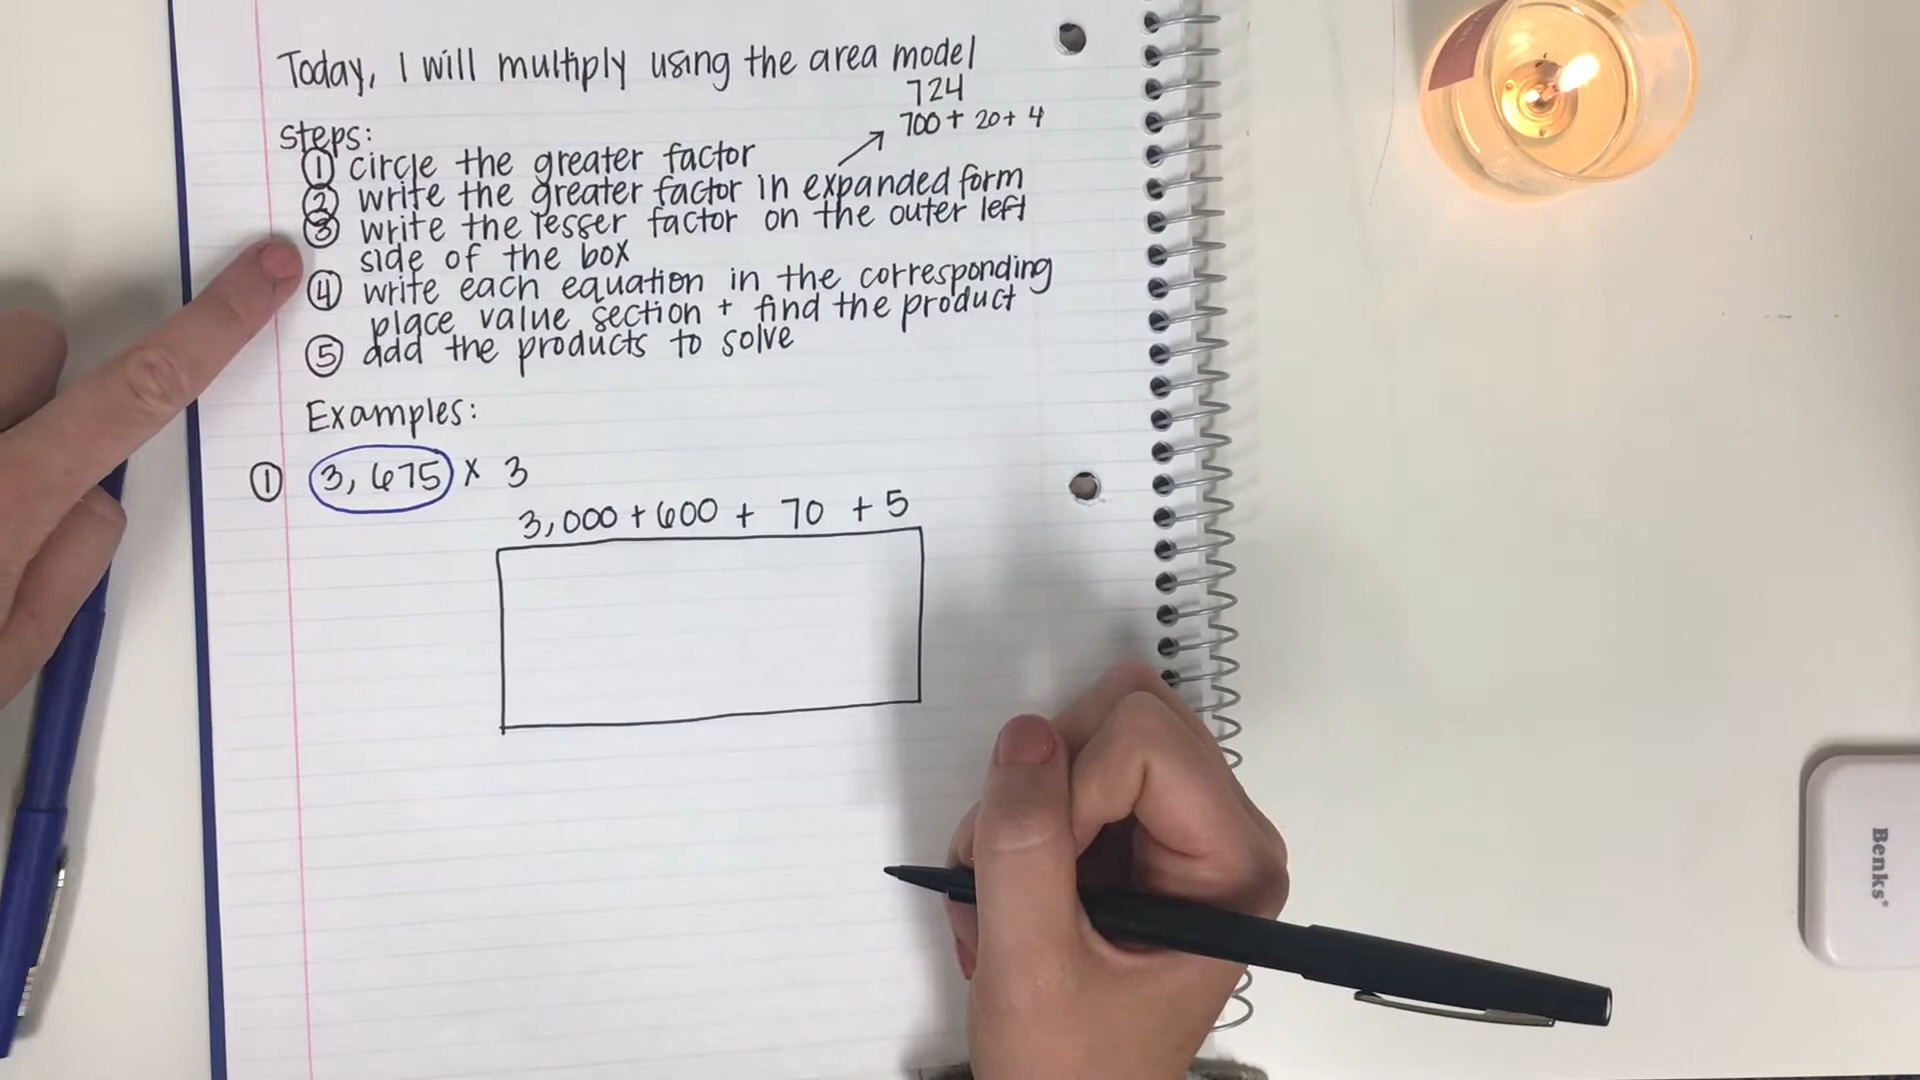 Today, I will multiply using the area model
724
700 + 20 + 4
steps:
① circle the greater factor
② write the greater factor in expanded form
③ write the lesser factor on the outer left
side of the box
④ write each equation in the corresponding
place value section + find the product
⑤ add the products to solve
Examples:
① 3,675 x 3
3,000 + 600 + 70 + 5
Benks®